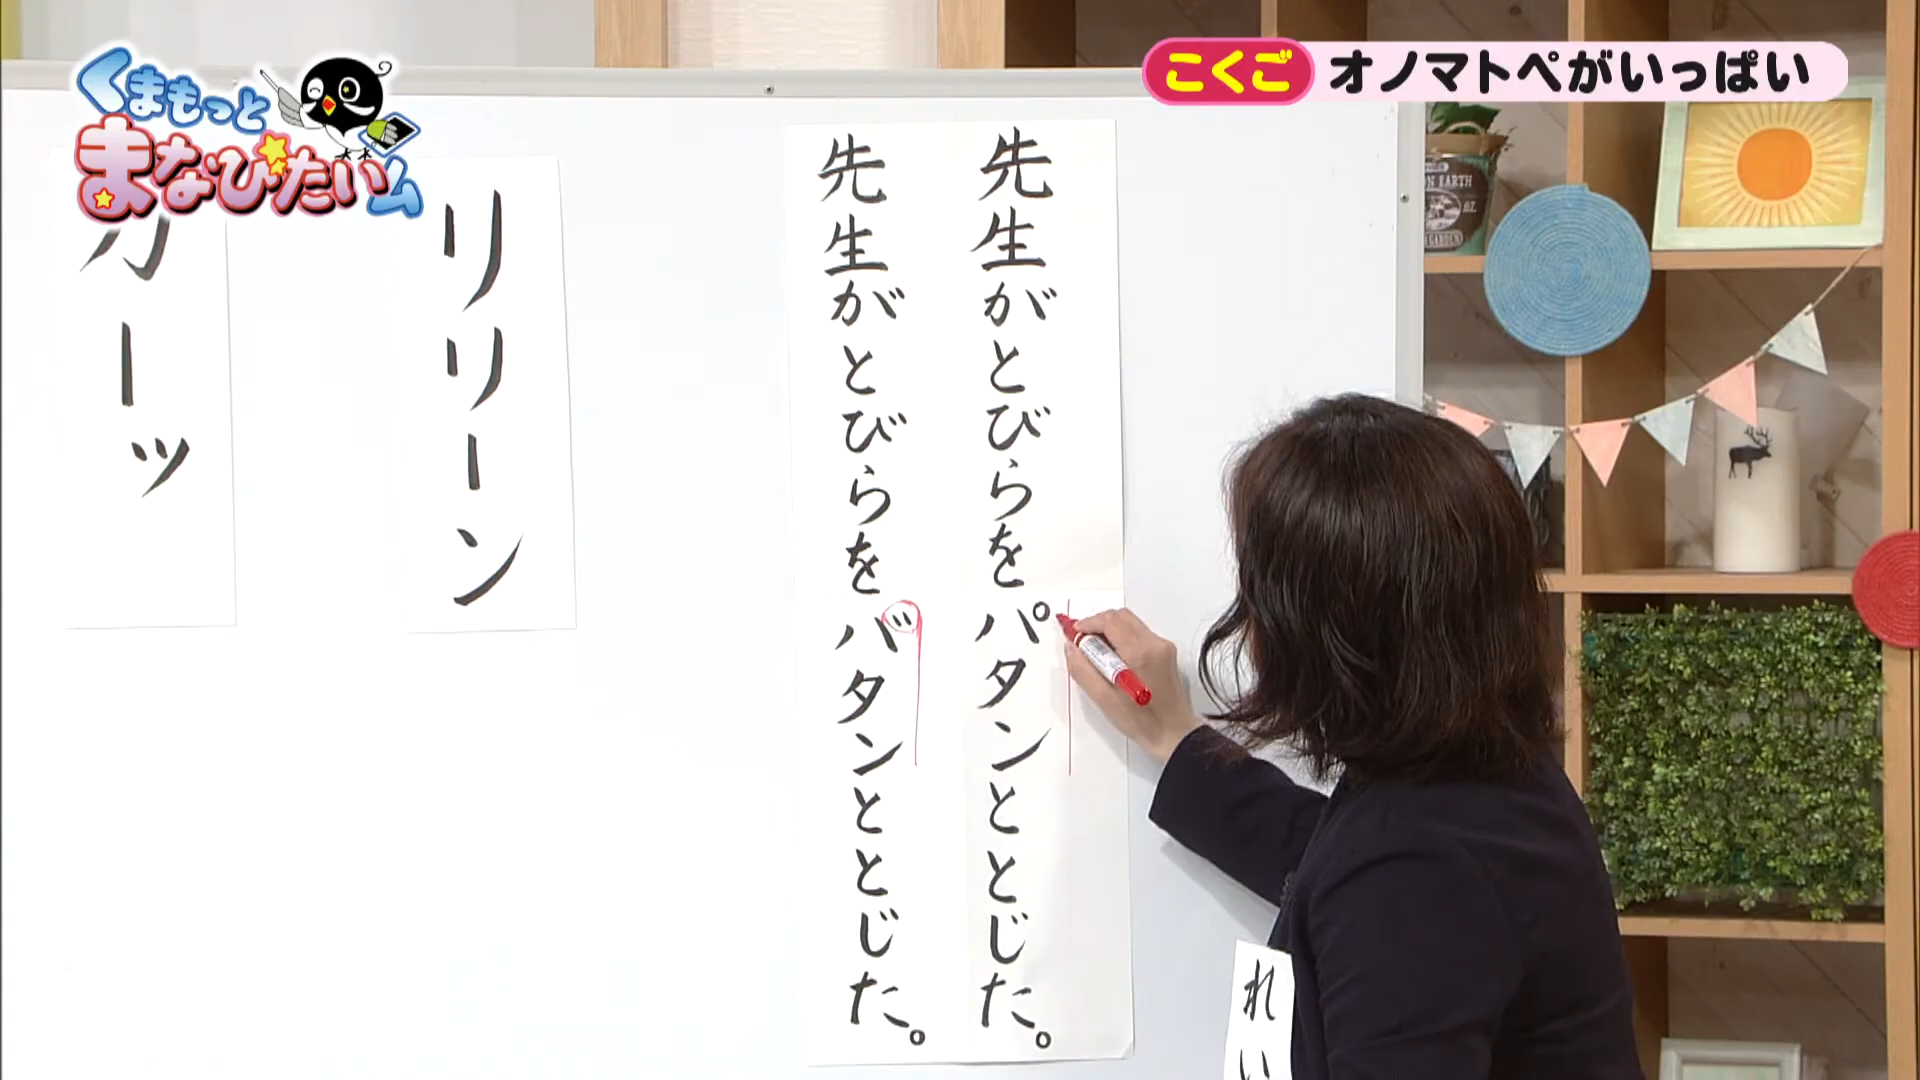 くまもっと
まなびたいム
こくご オノマトペがいっぱい
先生がとびらをパタンととじた。
先生がとびらをバタンととじた。
リリーン
カーッ
れい